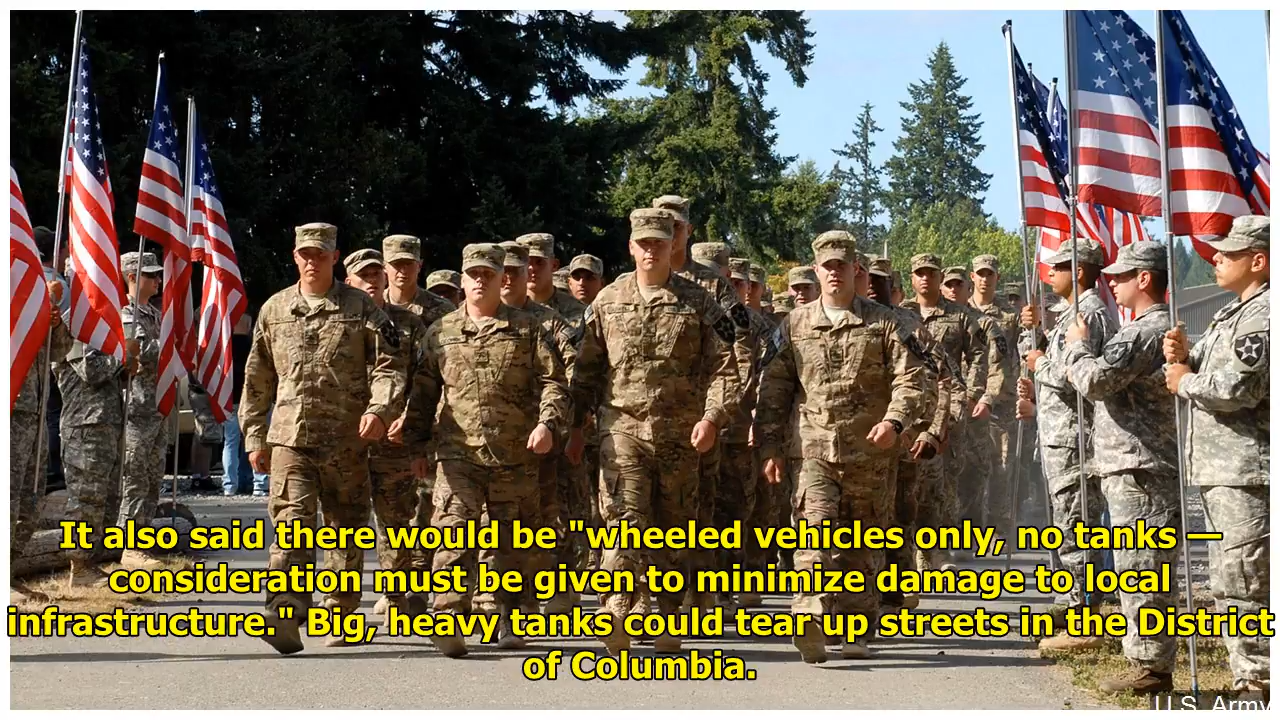 It also said there would be "wheeled vehicles only, no tanks —
consideration must be given to minimize damage to local
infrastructure." Big, heavy tanks could tear up streets in the District
of Columbia.
U.S. Army